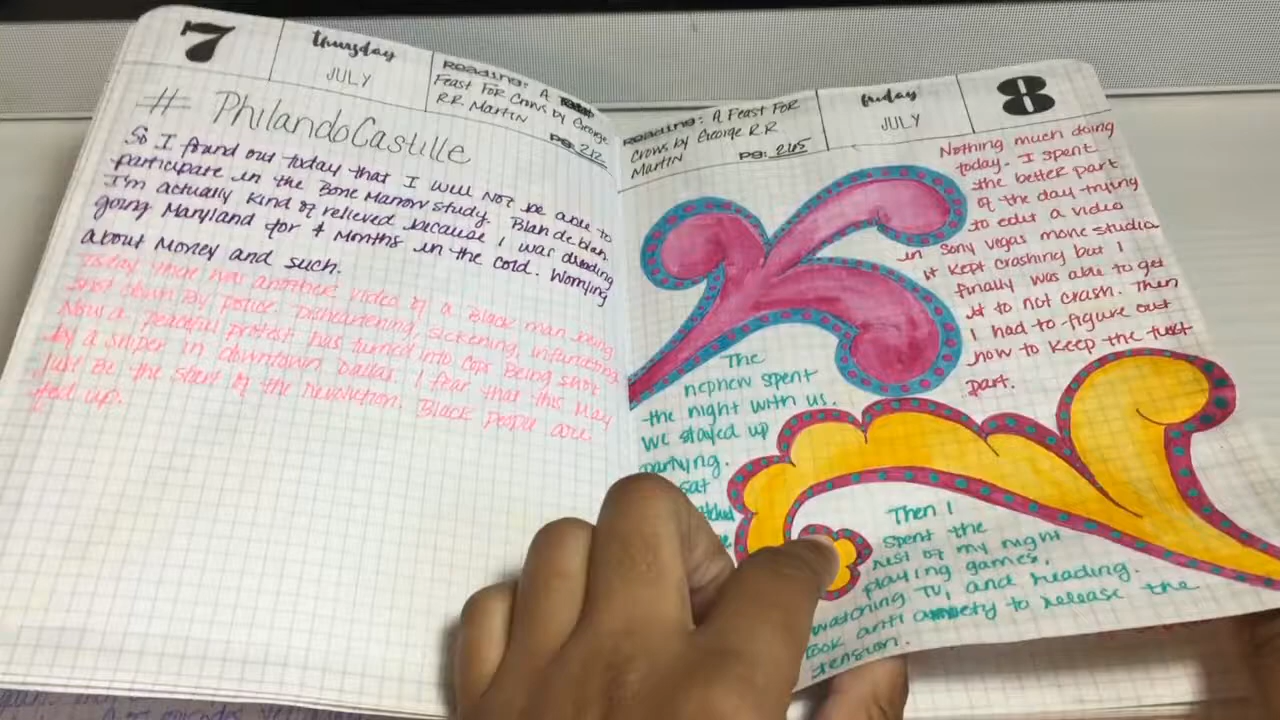 7
thursday
JULY
Reading: A
Feast For Crows by George
RR Martin
pg: 212
# PhilandoCastille
So I found out today that I will not be able to
participate in the Bone Marrow study. Blah de blah.
I'm actually kind of relieved because I was dreading
going Maryland for 4 months in the cold. Worrying
about money and such.
Today there was another video of a Black man being
shot down by police. Disheartening, sickening, infuriating
Now a peaceful protest has turned into cops being shot
by a sniper in downtown Dallas. I fear that this may
just be the start of the revolution. Black people are
fed up.
Reading: A Feast For
Crows by George R.R
Martin
pg: 245
friday
JULY
8
Nothing much doing
today. I spent
the better part
of the day trying
to edit a video
in Sony vegas movie studio.
it kept crashing but I
finally was able to get
it to not crash. Then
I had to figure out
how to keep the
part.
The
nephew spent
the night with us.
We stayed up
partying.
sat
Then I
spent the
rest of my night
playing games,
watching TV, and reading.
took anti anxiety to release the
tension.